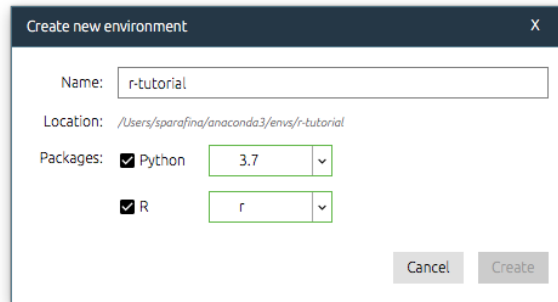 Create new environment X
Name: r-tutorial
Location: /Users/sparafina/anaconda3/envs/r-tutorial
Packages: Python 3.7
R r
Cancel Create